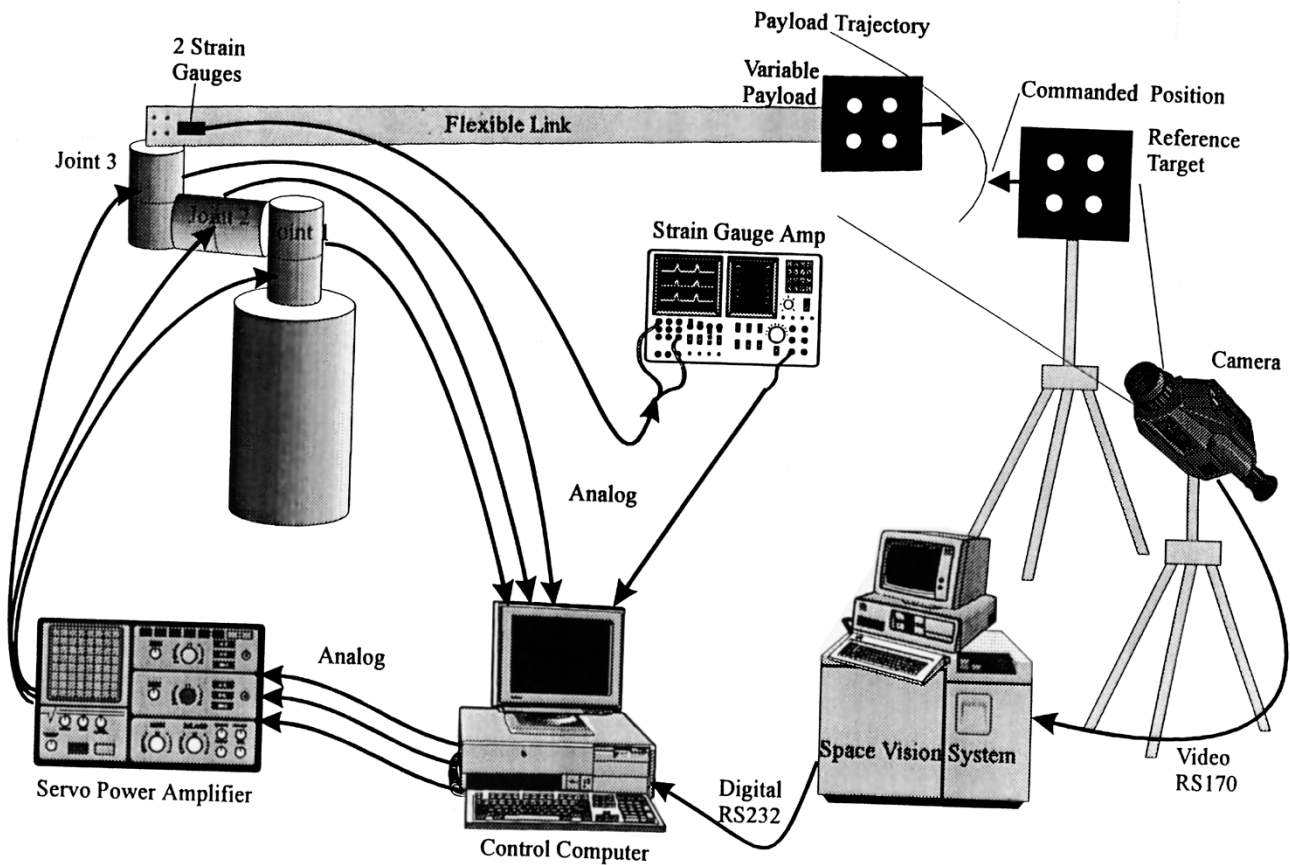 Payload Trajectory
2 Strain
Gauges
Variable
Payload
Commanded Position
Flexible Link
Reference
Target
Joint 3
Joint 2
Joint 1
Strain Gauge Amp
Camera
Analog
Analog
Space Vision System
Video
RS170
Digital
RS232
Servo Power Amplifier
Control Computer